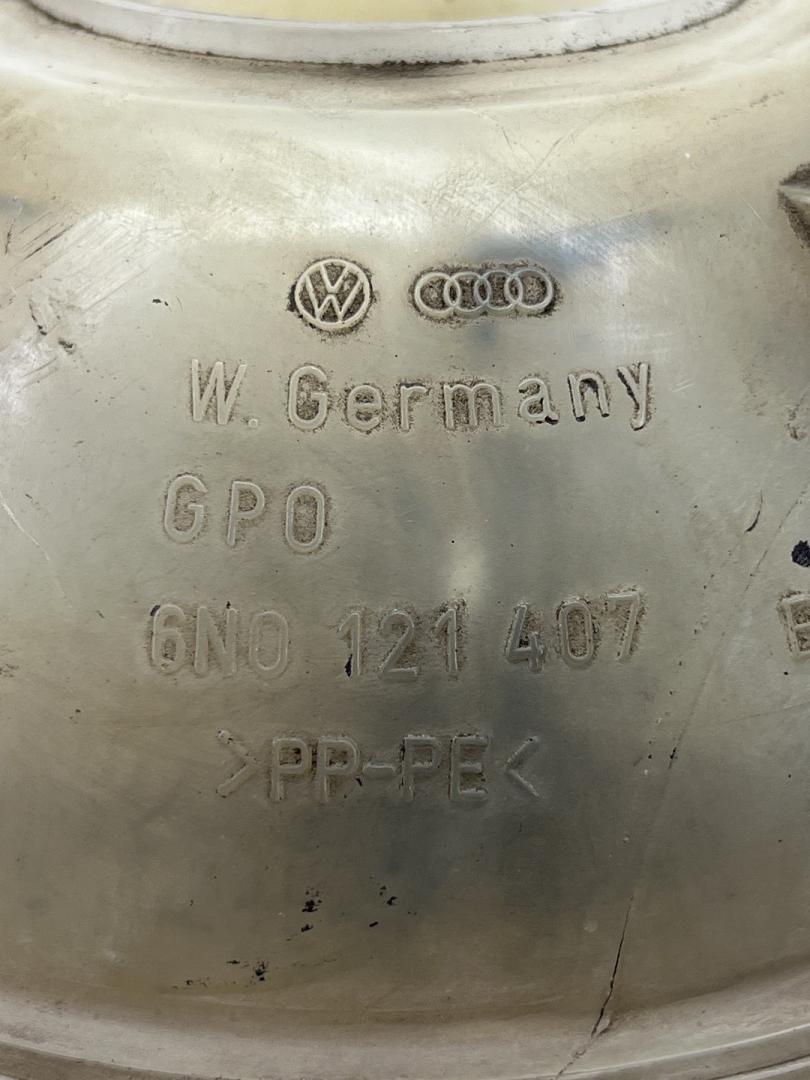 W. Germany
GPO
6N0 121 407
>PP-PE<